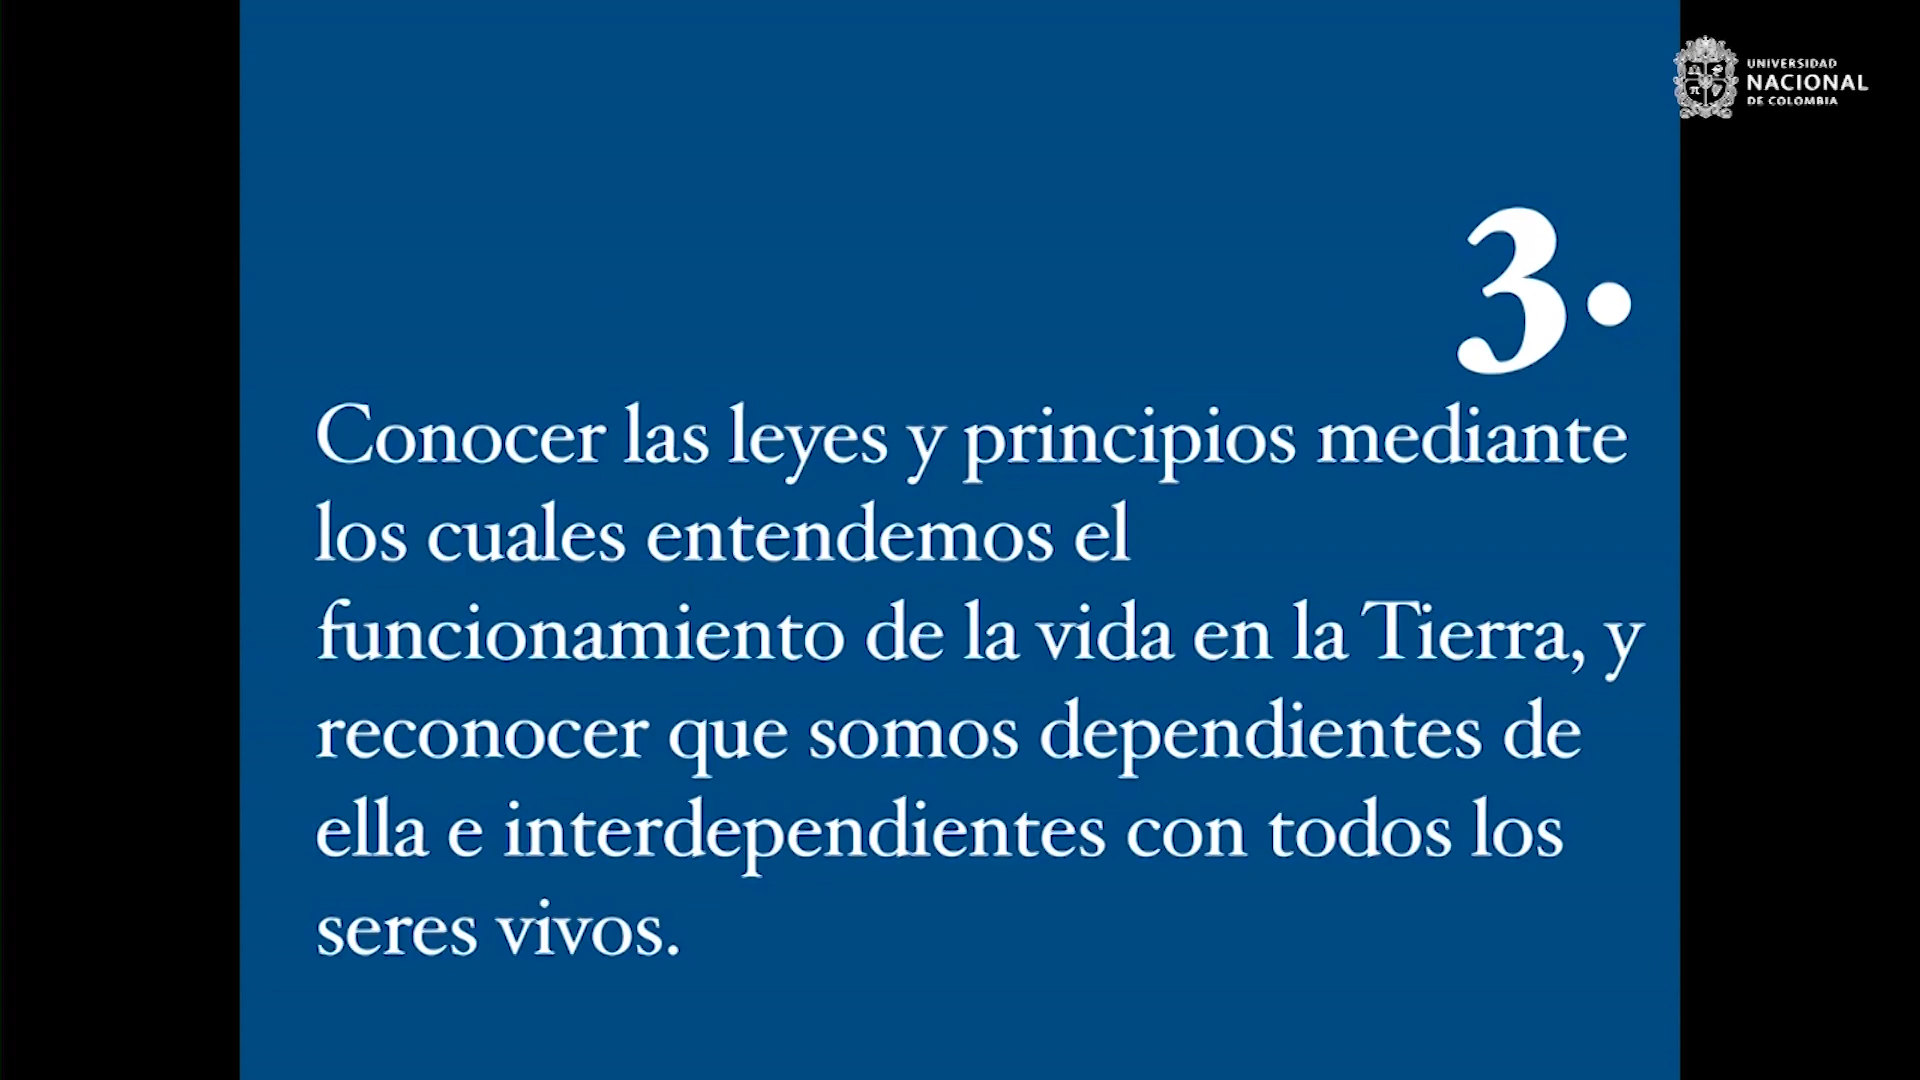 UNIVERSIDAD
NACIONAL
DE COLOMBIA
3.
Conocer las leyes y principios mediante
los cuales entendemos el
funcionamiento de la vida en la Tierra, y
reconocer que somos dependientes de
ella e interdependientes con todos los
seres vivos.